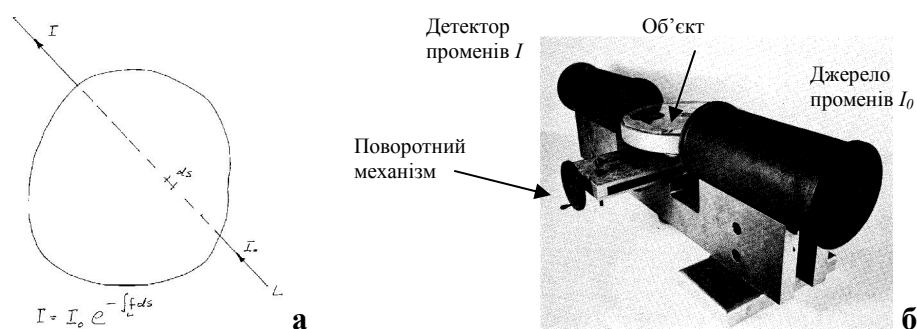 I
ds
I₀
L
I = I₀ e^{-∫_L f ds}
а
Детектор
променів I
Об’єкт
Джерело
променів I₀
Поворотний
механізм
б